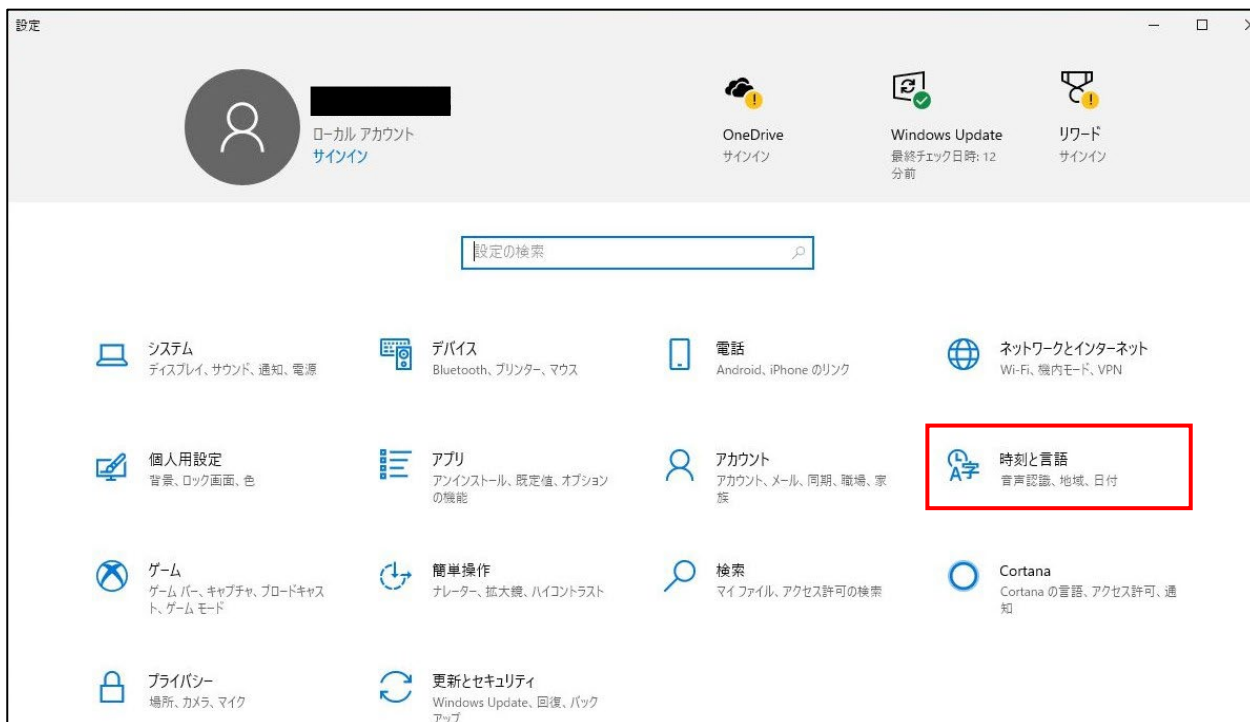 設定
ローカル アカウント
サインイン
OneDrive
サインイン
Windows Update
最終チェック日時: 12
分前
リワード
サインイン
設定の検索
システム
ディスプレイ、サウンド、通知、電源
デバイス
Bluetooth、プリンター、マウス
電話
Android、iPhone のリンク
ネットワークとインターネット
Wi-Fi、機内モード、VPN
個人用設定
背景、ロック画面、色
アプリ
アンインストール、既定値、オプション
の機能
アカウント
アカウント、メール、同期、職場、家
族
時刻と言語
音声認識、地域、日付
ゲーム
ゲーム バー、キャプチャ、ブロードキャス
ト、ゲーム モード
簡単操作
ナレーター、拡大鏡、ハイコントラスト
検索
マイ ファイル、アクセス許可の検索
Cortana
Cortana の言語、アクセス許可、通
知
プライバシー
場所、カメラ、マイク
更新とセキュリティ
Windows Update、回復、バック
アップ